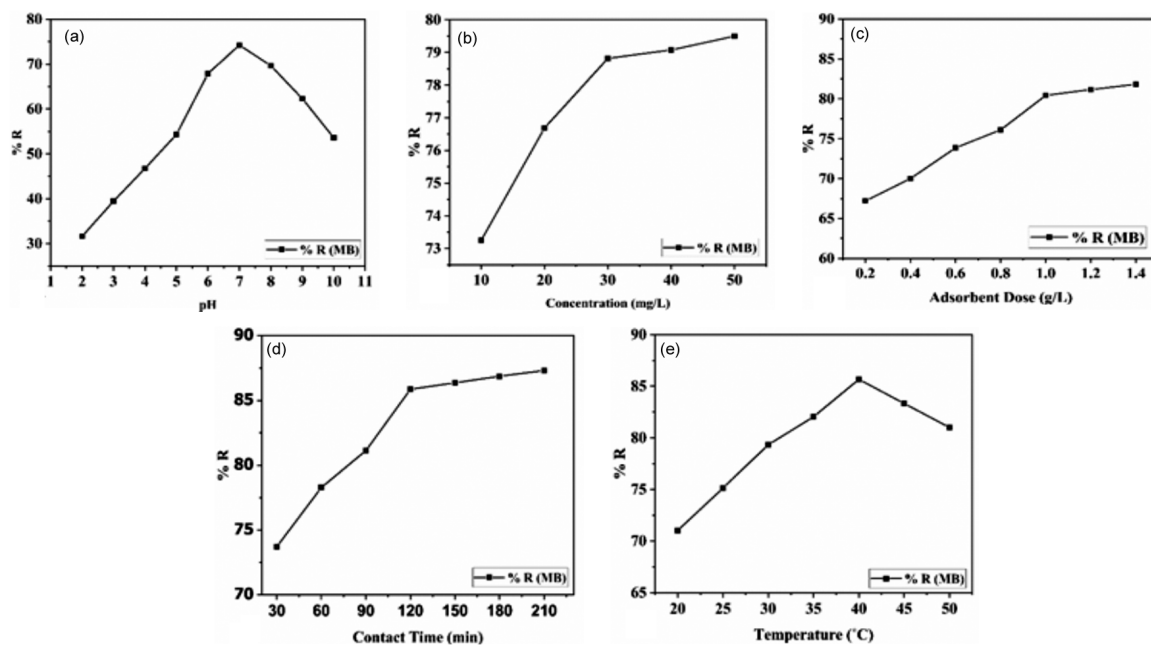 (a)
80
70
60
50
40
30
% R
% R (MB)
1 2 3 4 5 6 7 8 9 10 11
pH
(b)
80
79
78
77
76
75
74
73
% R
% R (MB)
10 20 30 40 50
Concentration (mg/L)
(c)
90
85
80
75
70
65
60
% R
% R (MB)
0.2 0.4 0.6 0.8 1.0 1.2 1.4
Adsorbent Dose (g/L)
(d)
90
85
80
75
70
% R
% R (MB)
30 60 90 120 150 180 210
Contact Time (min)
(e)
90
85
80
75
70
65
% R
% R (MB)
20 25 30 35 40 45 50
Temperature (˚C)